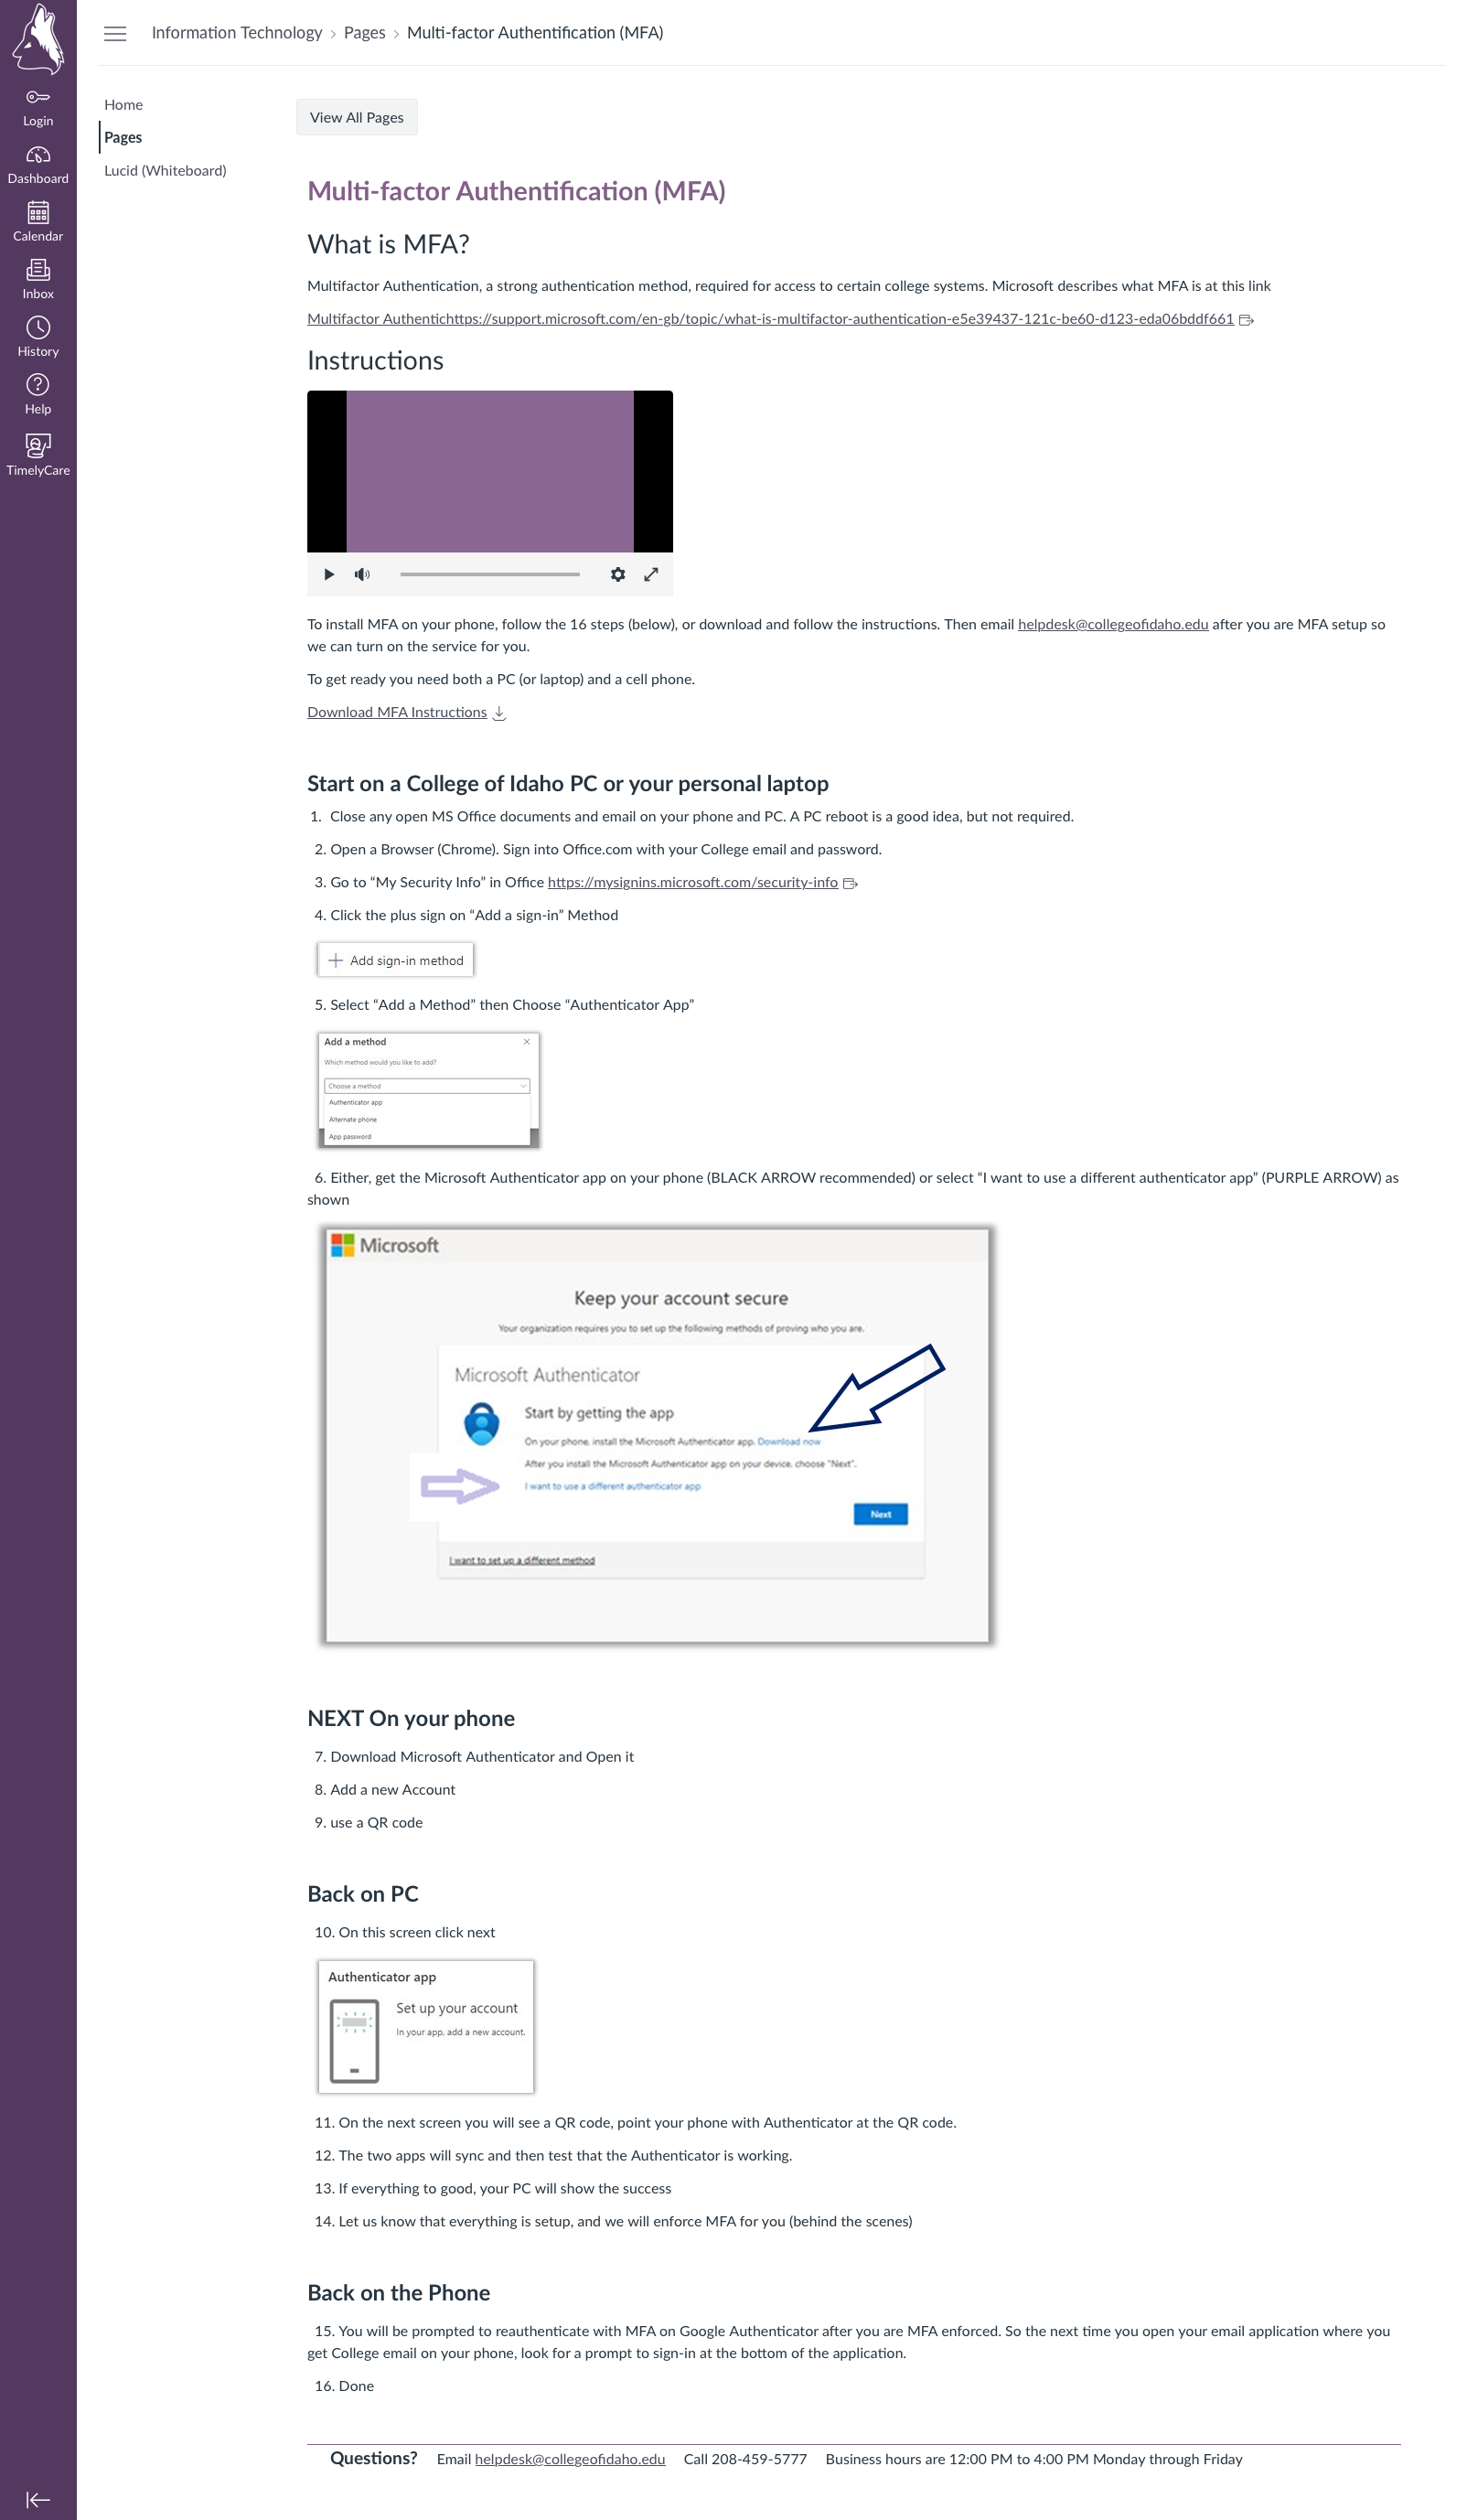 Information Technology > Pages > Multi-factor Authentification (MFA)
Login
Dashboard
Calendar
Inbox
History
Help
TimelyCare
Home
Pages
Lucid (Whiteboard)
View All Pages
Multi-factor Authentification (MFA)
What is MFA?
Multifactor Authentication, a strong authentication method, required for access to certain college systems. Microsoft describes what MFA is at this link
Multifactor Authentichttps://support.microsoft.com/en-gb/topic/what-is-multifactor-authentication-e5e39437-121c-be60-d123-eda06bddf661
Instructions
To install MFA on your phone, follow the 16 steps (below), or download and follow the instructions. Then email helpdesk@collegeofidaho.edu after you are MFA setup so
we can turn on the service for you.
To get ready you need both a PC (or laptop) and a cell phone.
Download MFA Instructions
Start on a College of Idaho PC or your personal laptop
1. Close any open MS Office documents and email on your phone and PC. A PC reboot is a good idea, but not required.
2. Open a Browser (Chrome). Sign into Office.com with your College email and password.
3. Go to “My Security Info” in Office https://mysignins.microsoft.com/security-info
4. Click the plus sign on “Add a sign-in” Method
+ Add sign-in method
5. Select “Add a Method” then Choose “Authenticator App”
Add a method
Which method would you like to add?
Choose a method
Authenticator app
Alternate phone
App password
6. Either, get the Microsoft Authenticator app on your phone (BLACK ARROW recommended) or select “I want to use a different authenticator app” (PURPLE ARROW) as
shown
Microsoft
Keep your account secure
Your organization requires you to set up the following methods of proving who you are.
Microsoft Authenticator
Start by getting the app
On your phone, install the Microsoft Authenticator app. Download now
After you install the Microsoft Authenticator app on your device, choose "Next".
I want to use a different authenticator app
Next
I want to set up a different method
NEXT On your phone
7. Download Microsoft Authenticator and Open it
8. Add a new Account
9. use a QR code
Back on PC
10. On this screen click next
Authenticator app
Set up your account
In your app, add a new account.
11. On the next screen you will see a QR code, point your phone with Authenticator at the QR code.
12. The two apps will sync and then test that the Authenticator is working.
13. If everything to good, your PC will show the success
14. Let us know that everything is setup, and we will enforce MFA for you (behind the scenes)
Back on the Phone
15. You will be prompted to reauthenticate with MFA on Google Authenticator after you are MFA enforced. So the next time you open your email application where you
get College email on your phone, look for a prompt to sign-in at the bottom of the application.
16. Done
Questions? Email helpdesk@collegeofidaho.edu Call 208-459-5777 Business hours are 12:00 PM to 4:00 PM Monday through Friday